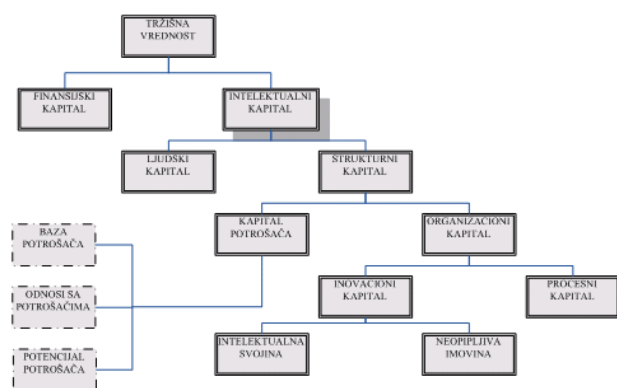 TRŽIŠNA
VREDNOST
FINANSIJSKI
KAPITAL
INTELEKTUALNI
KAPITAL
LJUDSKI
KAPITAL
STRUKTURNI
KAPITAL
BAZA
POTROŠAČA
KAPITAL
POTROŠAČA
ORGANIZACIONI
KAPITAL
ODNOSI SA
POTROŠAČIMA
INOVACIONI
KAPITAL
PROCESNI
KAPITAL
POTENCIJAL
POTROŠAČA
INTELEKTUALNA
SVOJINA
NEOPIPLJIVA
IMOVINA